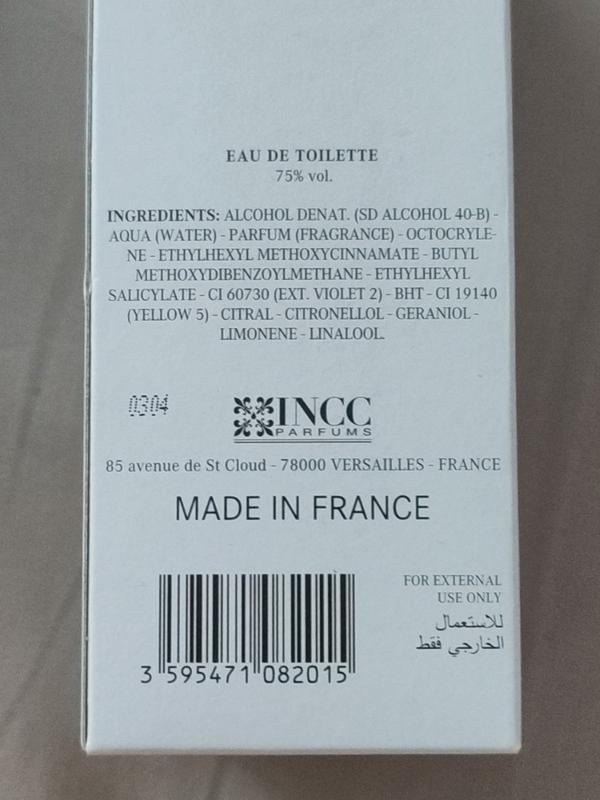 EAU DE TOILETTE
75% vol.
INGREDIENTS: ALCOHOL DENAT. (SD ALCOHOL 40-B) -
AQUA (WATER) - PARFUM (FRAGRANCE) - OCTOCRYLE-
NE - ETHYLHEXYL METHOXYCINNAMATE - BUTYL
METHOXYDIBENZOYLMETHANE - ETHYLHEXYL
SALICYLATE - CI 60730 (EXT. VIOLET 2) - BHT - CI 19140
(YELLOW 5) - CITRAL - CITRONELLOL - GERANIOL -
LIMONENE - LINALOOL.
0304
INCC
PARFUMS
85 avenue de St Cloud - 78000 VERSAILLES - FRANCE
MADE IN FRANCE
FOR EXTERNAL
USE ONLY
للاستعمال
الخارجي فقط
3 595471 082015